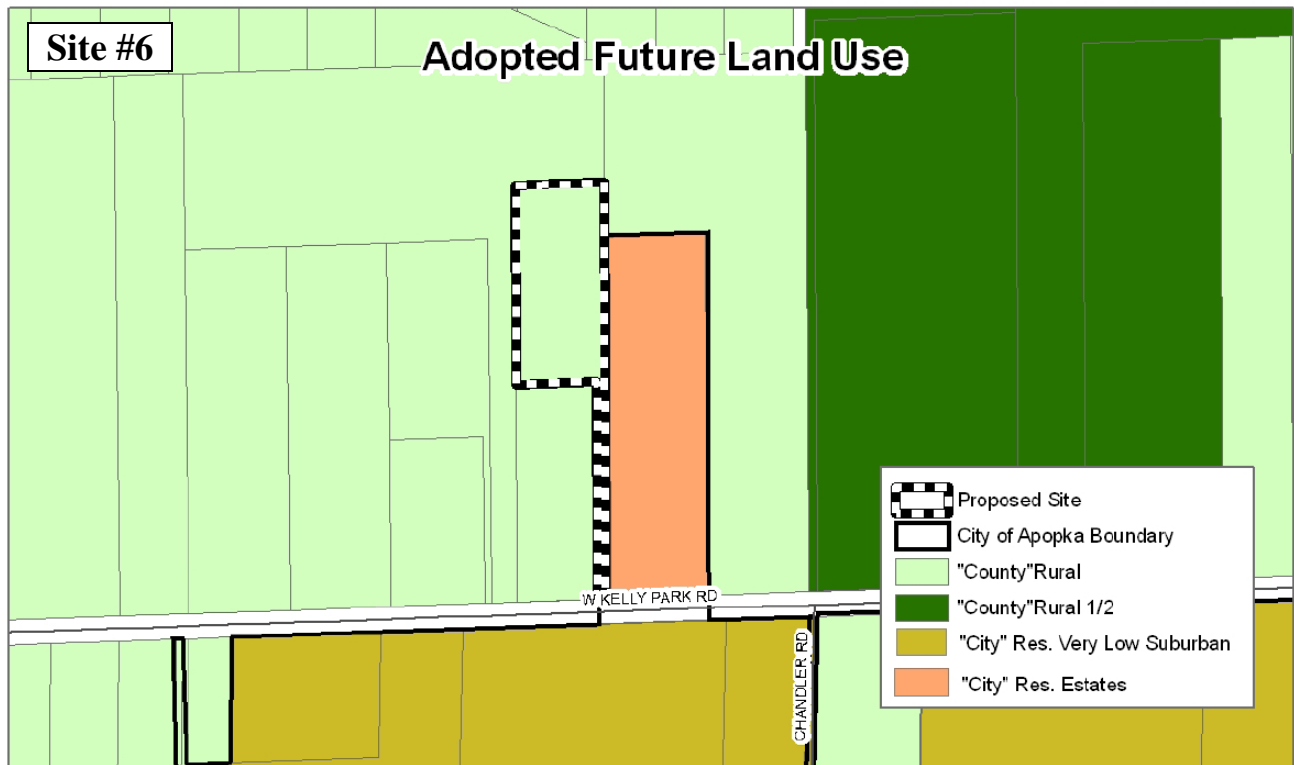 Site #6
Adopted Future Land Use
W KELLY PARK RD
CHANDLER RD
Proposed Site
City of Apopka Boundary
"County"Rural
"County"Rural 1/2
"City" Res. Very Low Suburban
"City" Res. Estates